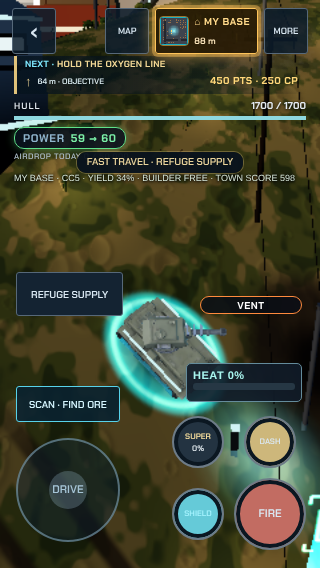 ‹
MAP
⌂ MY BASE
88 m
MORE
NEXT · HOLD THE OXYGEN LINE
↑ 64 m · OBJECTIVE
450 PTS · 250 CP
HULL
1700 / 1700
POWER 59 → 60
AIRDROP TODAY
FAST TRAVEL · REFUGE SUPPLY
MY BASE · CC5 · YIELD 34% · BUILDER FREE · TOWN SCORE 598
REFUGE SUPPLY
VENT
HEAT 0%
SCAN · FIND ORE
SUPER
0%
DASH
DRIVE
SHIELD
FIRE